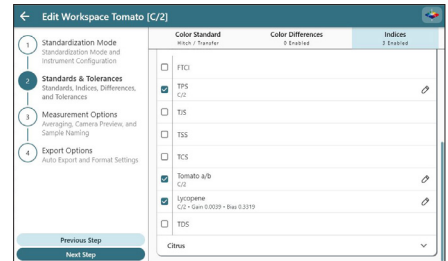 Edit Workspace Tomato [C/2]
1
Standardization Mode
Standardization Mode and
Instrument Configuration
2
Standards & Tolerances
Standards, Indices, Differences,
and Tolerances
3
Measurement Options
Averaging, Camera Preview, and
Sample Naming
4
Export Options
Auto Export and Format Settings
Previous Step
Next Step
Color Standard
Hitch / Transfer
Color Differences
0 Enabled
Indices
3 Enabled
FTCI
TPS
C/2
TJS
TSS
TCS
Tomato a/b
C/2
Lycopene
C/2 • Gain 0.0039 • Bias 0.3319
TDS
Citrus